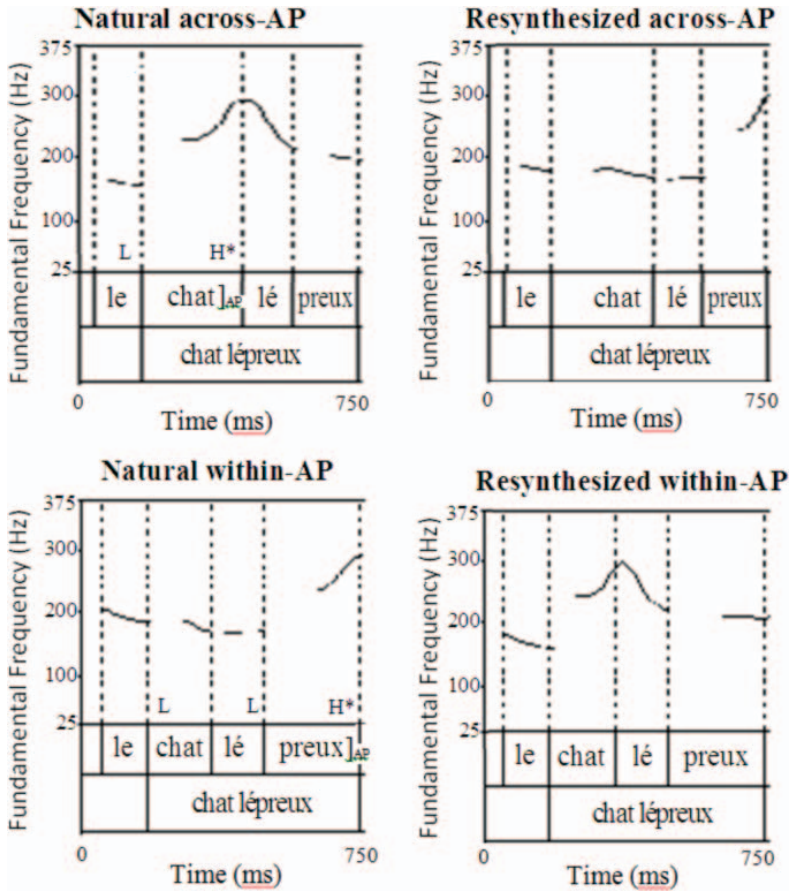 Natural across-AP
Fundamental Frequency (Hz)
375
300
200
100
25
L
H*
le
chat]AP
lé
preux
chat lépreux
0
750
Time (ms)
Resynthesized across-AP
Fundamental Frequency (Hz)
375
300
200
100
25
le
chat
lé
preux
chat lépreux
0
750
Time (ms)
Natural within-AP
Fundamental Frequency (Hz)
375
300
200
100
25
L
L
H*
le
chat
lé
preux]AP
chat lépreux
0
750
Time (ms)
Resynthesized within-AP
Fundamental Frequency (Hz)
375
300
200
100
25
le
chat
lé
preux
chat lépreux
0
750
Time (ms)